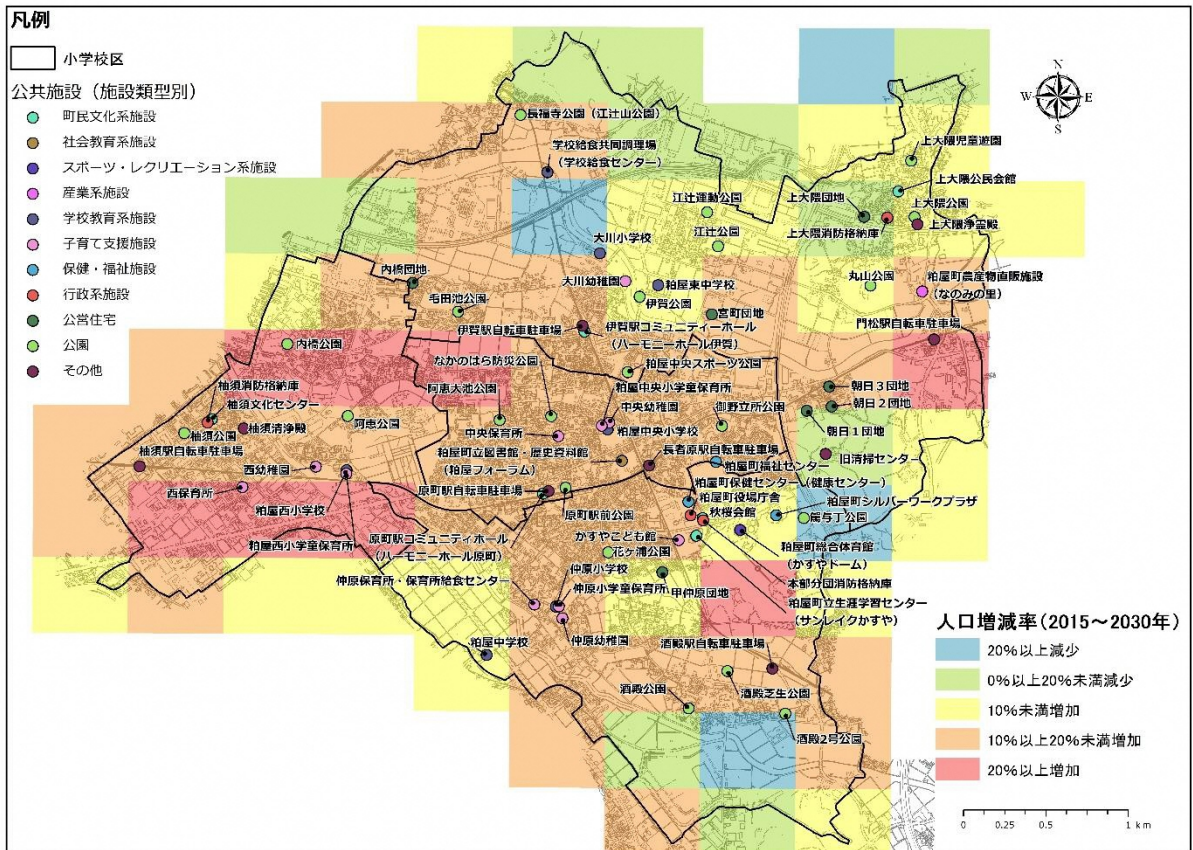 凡例
小学校区
公共施設（施設類型別）
町民文化系施設
社会教育系施設
スポーツ・レクリエーション系施設
産業系施設
学校教育系施設
子育て支援施設
保健・福祉施設
行政系施設
公営住宅
公園
その他
N
W
E
S
長福寺公園（江辻山公園）
学校給食共同調理場
（学校給食センター）
上大隈児童遊園
上大隈公民会館
江辻運動公園
上大隈団地
上大隈公園
上大隈消防格納庫
上大隈浄霊殿
江辻公園
大川小学校
内橋団地
大川幼稚園
粕屋東中学校
丸山公園
粕屋町農産物直販施設
（なのみの里）
毛田池公園
伊賀公園
宮町団地
伊賀駅自転車駐車場
伊賀駅コミュニティーホール
（ハーモニーホール伊賀）
門松駅自転車駐車場
内橋公園
なかのはら防災公園
粕屋中央スポーツ公園
柚須消防格納庫
阿恵大池公園
粕屋中央小学童保育所
朝日３団地
柚須文化センター
中央幼稚園
御野立所公園
朝日２団地
阿恵公園
柚須清浄殿
柚須公園
中央保育所
粕屋中央小学校
朝日１団地
柚須駅自転車駐車場
粕屋町立図書館・歴史資料館
（粕屋フォーラム）
長者原駅自転車駐車場
旧清掃センター
西幼稚園
粕屋町福祉センター
粕屋町保健センター（健康センター）
西保育所
原町駅自転車駐車場
粕屋町役場庁舎
粕屋町シルバーワークプラザ
粕屋西小学校
原町駅前公園
秋桜会館
駕与丁公園
粕屋西小学童保育所
原町駅コミュニティホール
（ハーモニーホール原町）
かすやこども館
粕屋町総合体育館
（かすやドーム）
花ヶ浦公園
本部分団消防格納庫
仲原保育所・保育所給食センター
仲原小学校
仲原小学童保育所
甲仲原団地
粕屋町立生涯学習センター
（サンレイクかすや）
仲原幼稚園
粕屋中学校
酒殿駅自転車駐車場
酒殿公園
酒殿芝生公園
酒殿2号公園
人口増減率（2015～2030年）
20％以上減少
0％以上20％未満減少
10％未満増加
10％以上20％未満増加
20％以上増加
0 0.25 0.5 1 km